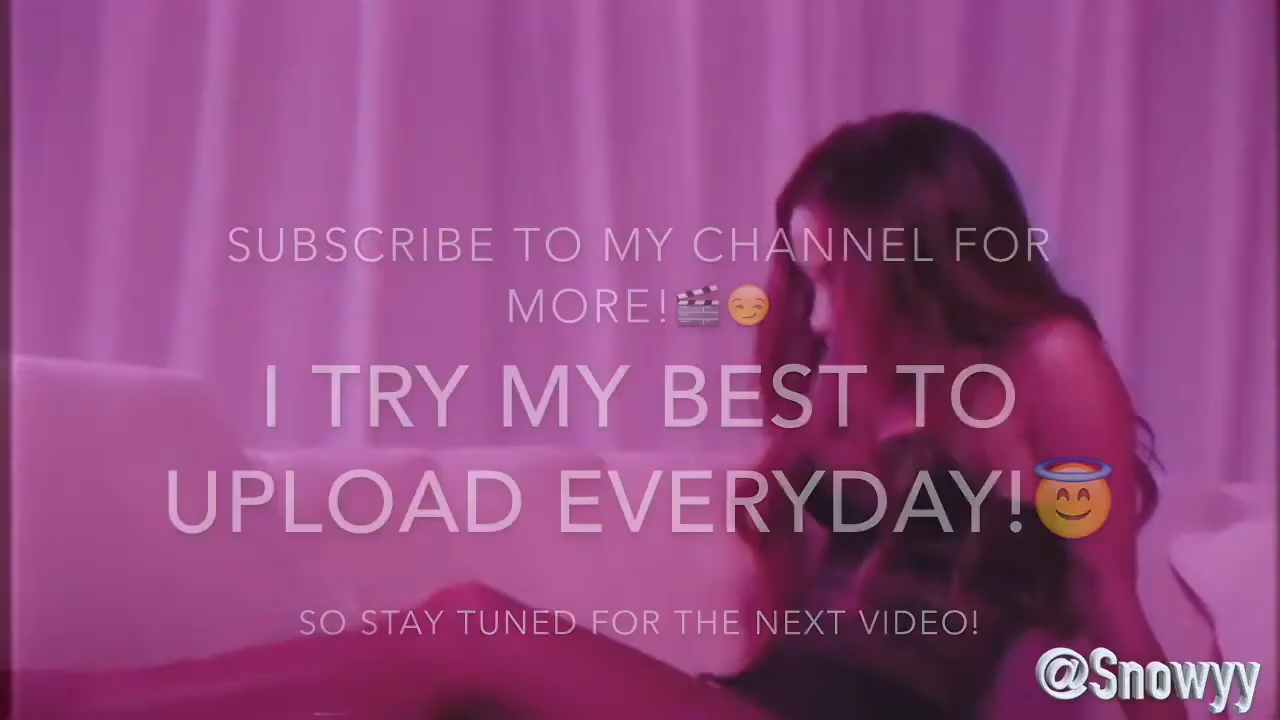 SUBSCRIBE TO MY CHANNEL FOR
MORE!🎬😏
I TRY MY BEST TO
UPLOAD EVERYDAY!😇
SO STAY TUNED FOR THE NEXT VIDEO!
@Snowyy